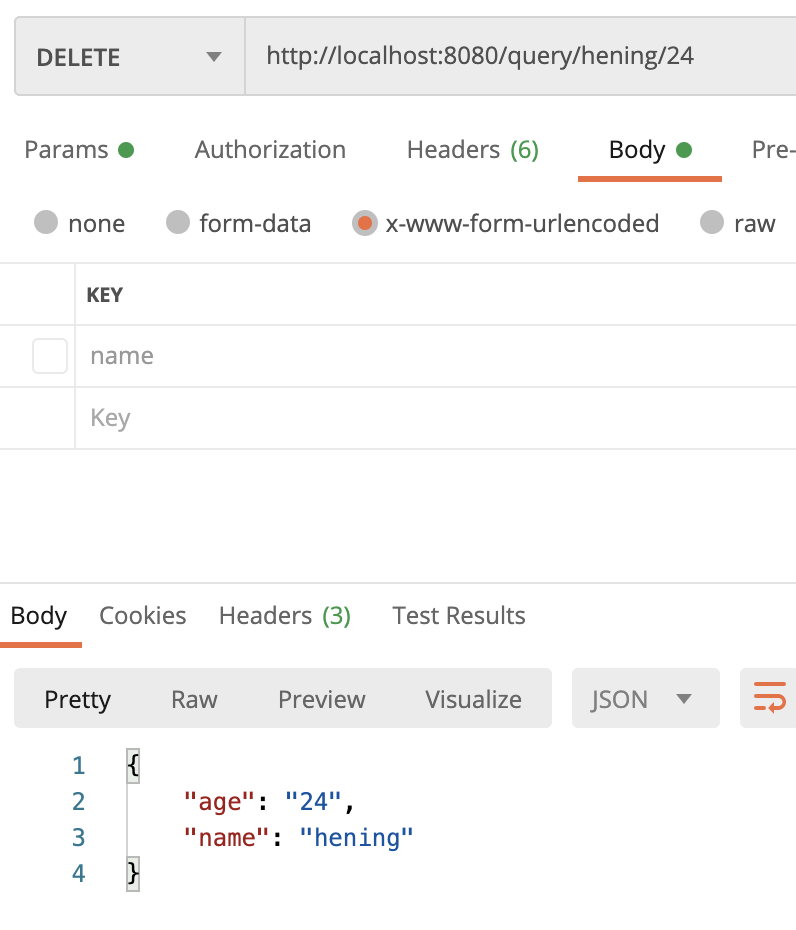 DELETE http://localhost:8080/query/hening/24
Params Authorization Headers (6) Body Pre-
none form-data x-www-form-urlencoded raw
KEY
name
Key
Body Cookies Headers (3) Test Results
Pretty Raw Preview Visualize JSON
1 {
2 "age": "24",
3 "name": "hening"
4 }